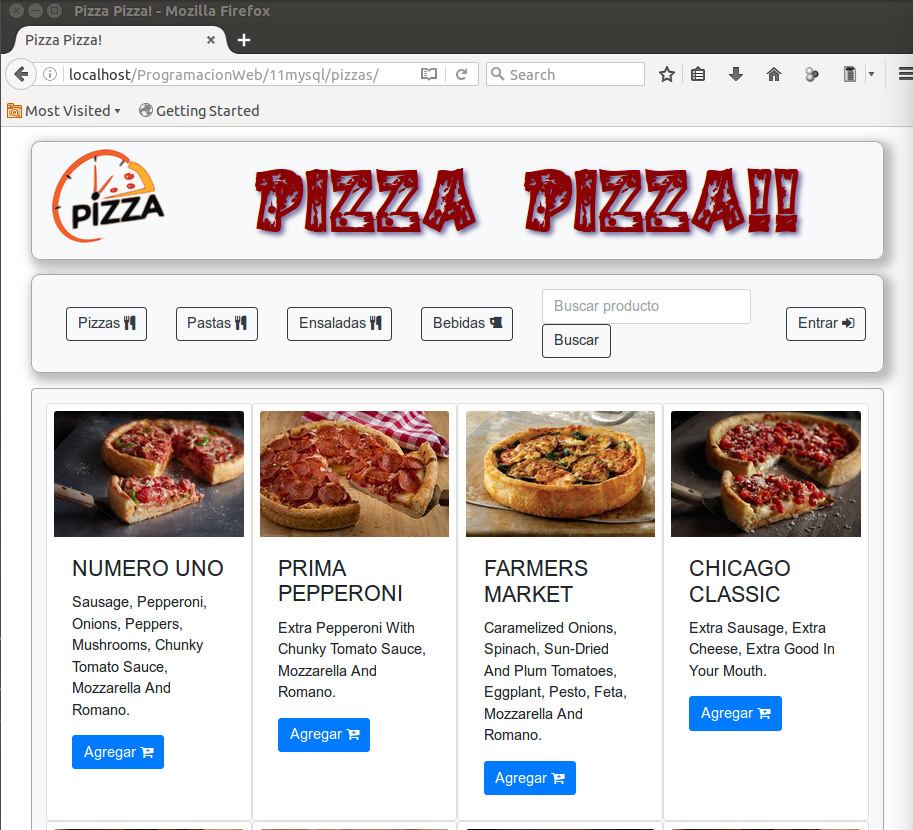 Pizza Pizza! - Mozilla Firefox
Pizza Pizza!
localhost/ProgramacionWeb/11mysql/pizzas/
Search
Most Visited
Getting Started
PIZZA
PIZZA PIZZA!!
Pizzas
Pastas
Ensaladas
Bebidas
Buscar producto
Buscar
Entrar
NUMERO UNO
Sausage, Pepperoni,
Onions, Peppers,
Mushrooms, Chunky
Tomato Sauce,
Mozzarella And
Romano.
Agregar
PRIMA
PEPPERONI
Extra Pepperoni With
Chunky Tomato Sauce,
Mozzarella And
Romano.
Agregar
FARMERS
MARKET
Caramelized Onions,
Spinach, Sun-Dried
And Plum Tomatoes,
Eggplant, Pesto, Feta,
Mozzarella And
Romano.
Agregar
CHICAGO
CLASSIC
Extra Sausage, Extra
Cheese, Extra Good In
Your Mouth.
Agregar